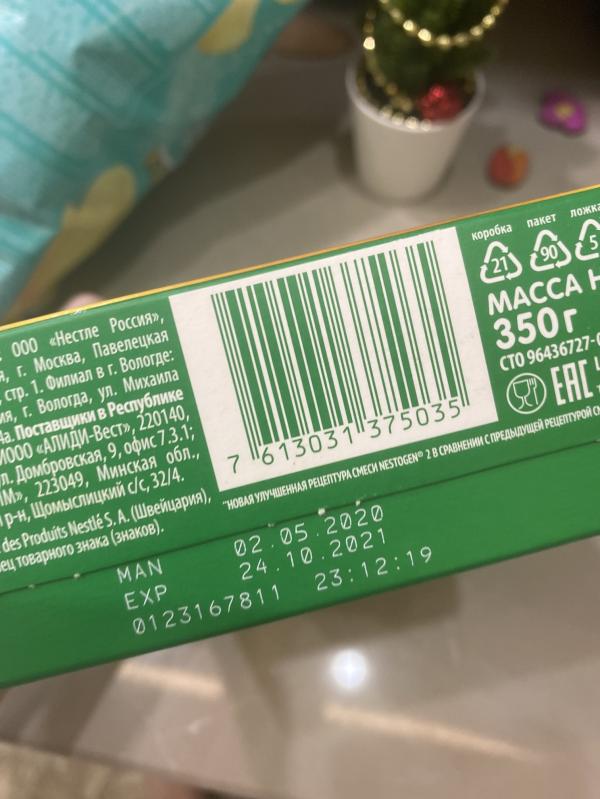 ООО «Нестле Россия»,
г. Москва, Павелецкая
стр. 1. Филиал в г. Вологде:
г. Вологда, ул. Михаила
Поставщики в Республике
ИООО «АЛИДИ-Вест», 220140,
ул. Домбровская, 9, офис 7.3.1;
223049, Минская обл.,
р-н, Щомыслицкий с/с, 32/4.
des Produits Nestlé S. A. (Швейцария),
товарного знака (знаков).
7 613031 375035
"НОВАЯ УЛУЧШЕННАЯ РЕЦЕПТУРА СМЕСИ NESTOGEN® 2 В СРАВНЕНИИ С ПРЕДЫДУЩЕЙ РЕЦЕПТУРОЙ
коробка пакет ложка
21 90 5
МАССА Н
350 г
СТО 96436727-
EAC
MAN 02.05.2020
EXP 24.10.2021
0123167811 23:12:19